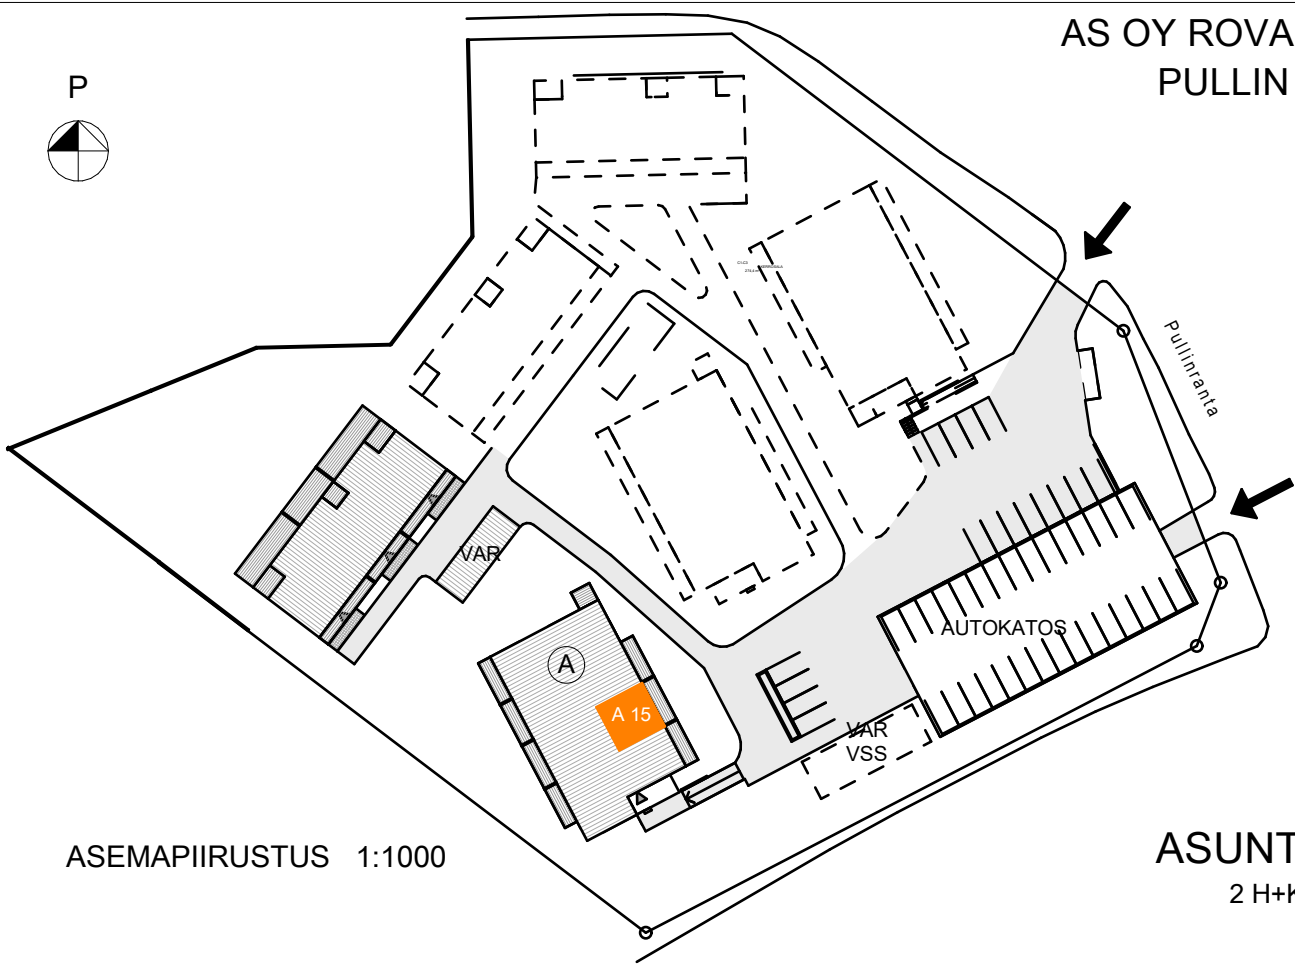 AS OY ROVA
PULLIN
P
Pullinranta
VAR
A
A 15
AUTOKATOS
VAR
VSS
ASEMAPIIRUSTUS 1:1000
ASUNT
2 H+K